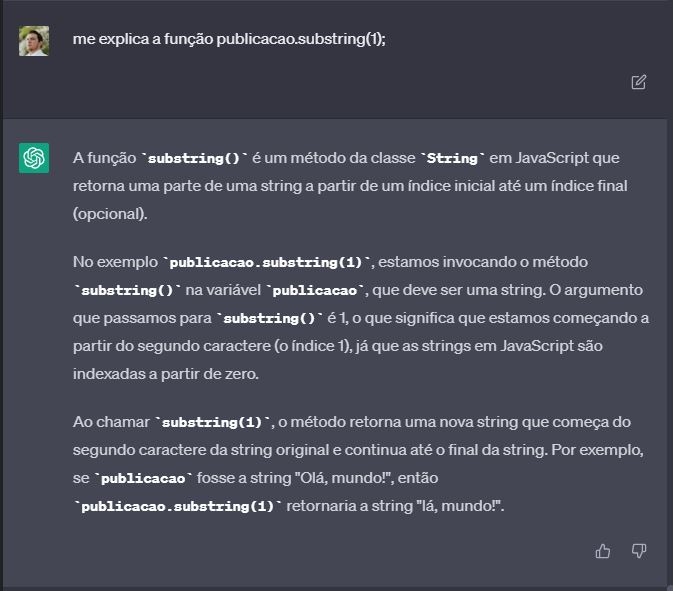 me explica a função publicacao.substring(1);
A função `substring()` é um método da classe `String` em JavaScript que
retorna uma parte de uma string a partir de um índice inicial até um índice final
(opcional).
No exemplo `publicacao.substring(1)`, estamos invocando o método
`substring()` na variável `publicacao`, que deve ser uma string. O argumento
que passamos para `substring()` é 1, o que significa que estamos começando a
partir do segundo caractere (o índice 1), já que as strings em JavaScript são
indexadas a partir de zero.
Ao chamar `substring(1)`, o método retorna uma nova string que começa do
segundo caractere da string original e continua até o final da string. Por exemplo,
se `publicacao` fosse a string "Olá, mundo!", então
`publicacao.substring(1)` retornaria a string "lá, mundo!".